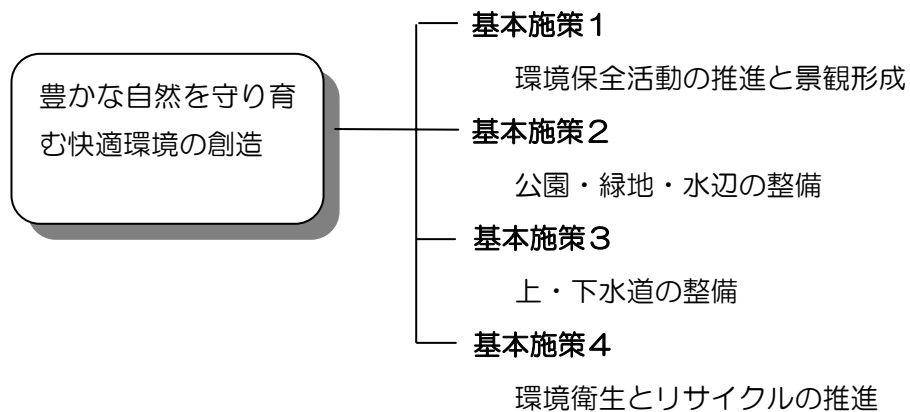 豊かな自然を守り育
む快適環境の創造
基本施策１
環境保全活動の推進と景観形成
基本施策２
公園・緑地・水辺の整備
基本施策３
上・下水道の整備
基本施策４
環境衛生とリサイクルの推進